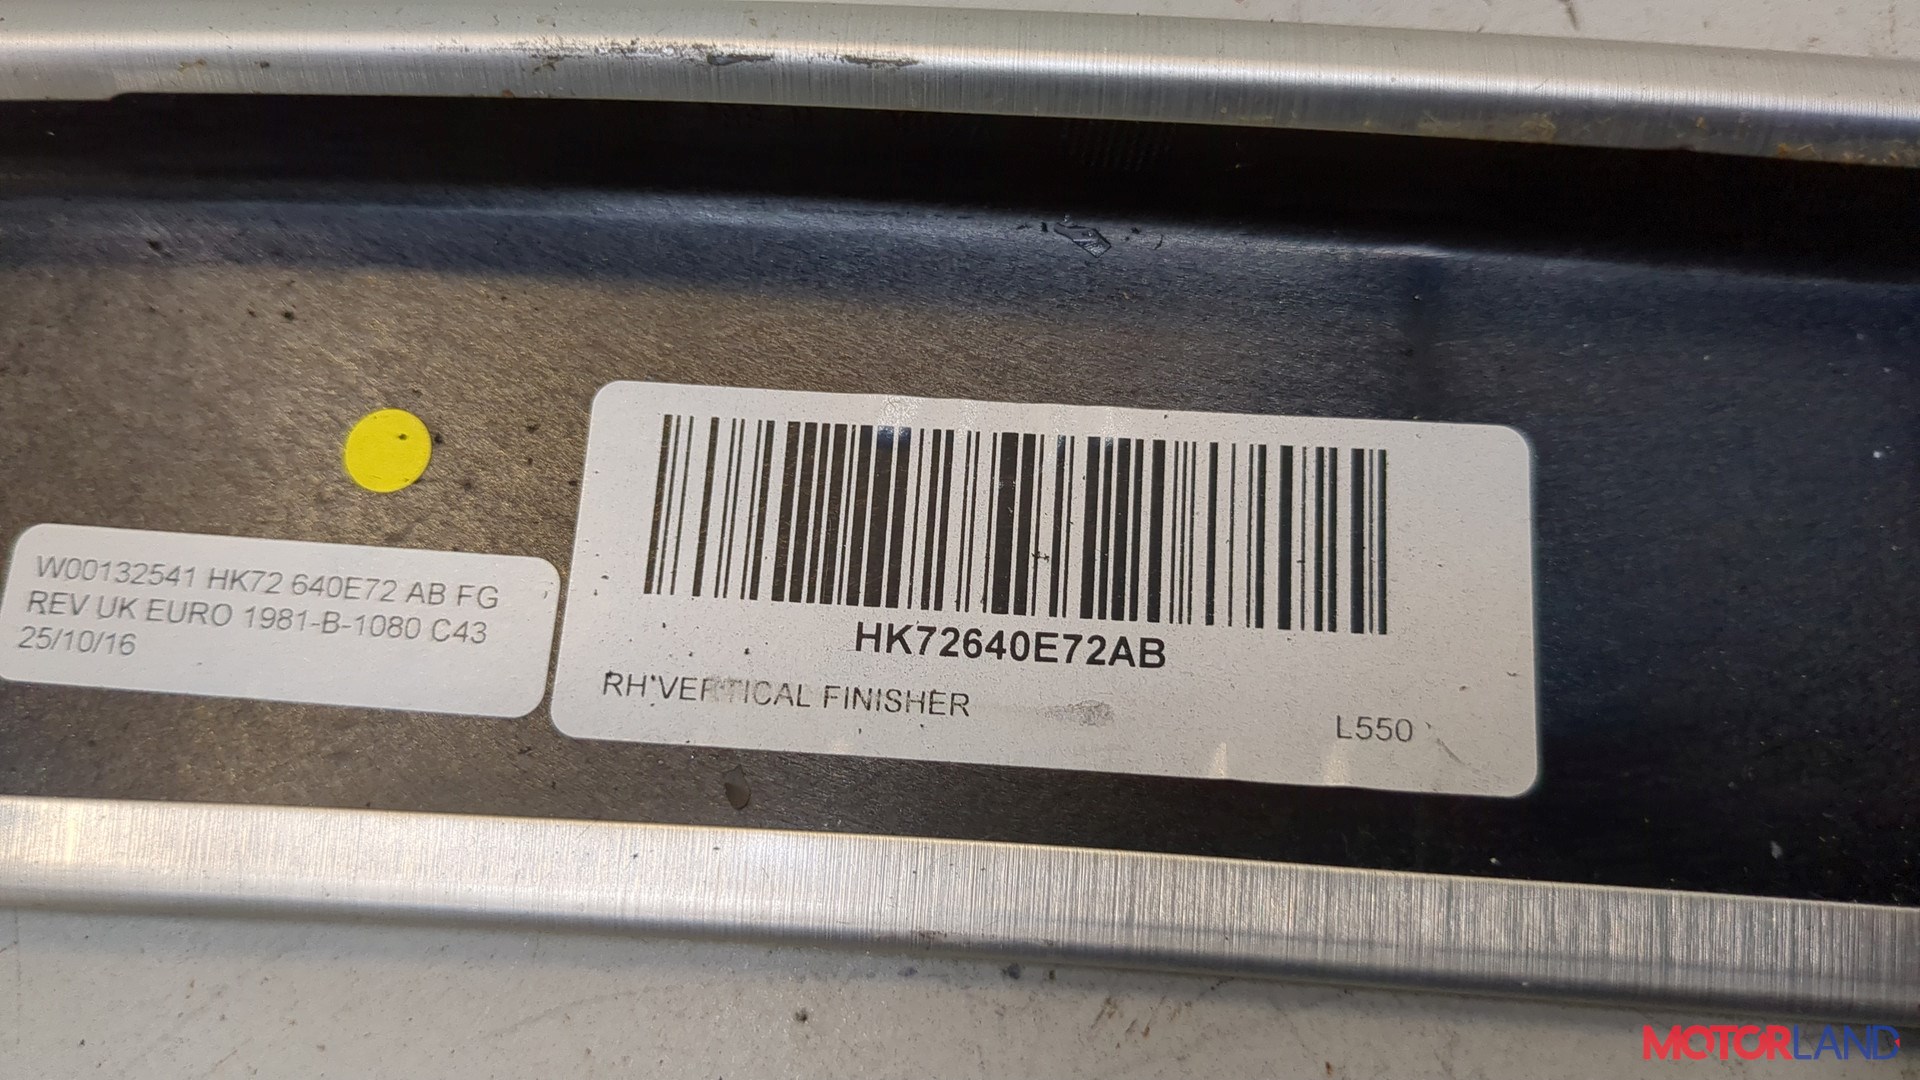 W00132541 HK72 640E72 AB FG
REV UK EURO 1981-B-1080 C43
25/10/16
HK72640E72AB
RH VERTICAL FINISHER
L550
MOTORLAND